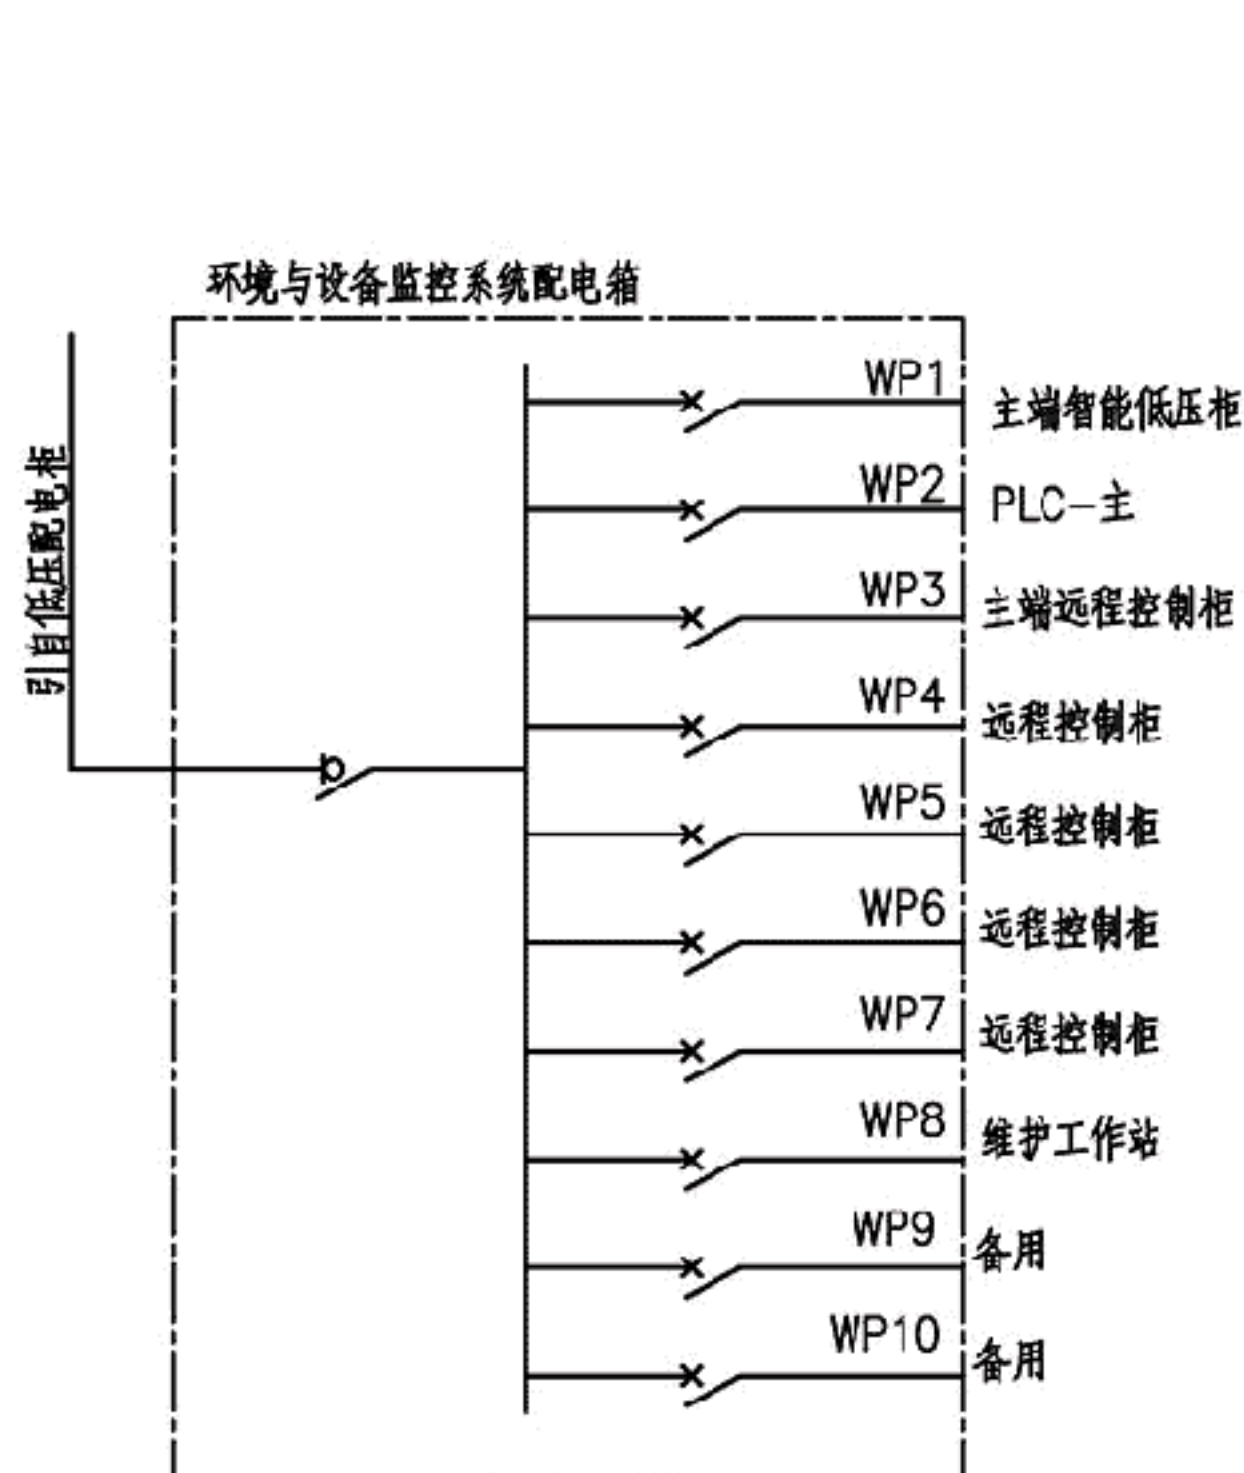 环境与设备监控系统配电箱
引自低压配电柜
WP1
主端智能低压柜
WP2
PLC-主
WP3
主端远程控制柜
WP4
远程控制柜
WP5
远程控制柜
WP6
远程控制柜
WP7
远程控制柜
WP8
维护工作站
WP9
备用
WP10
备用